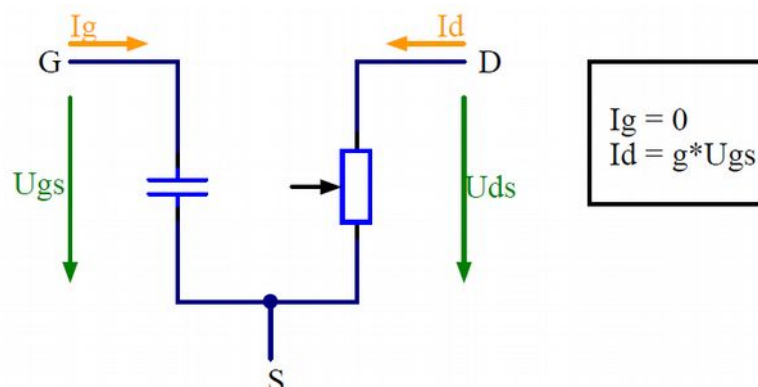 Ig
Id
G
D
Ugs
Uds
S
Ig = 0
Id = g*Ugs